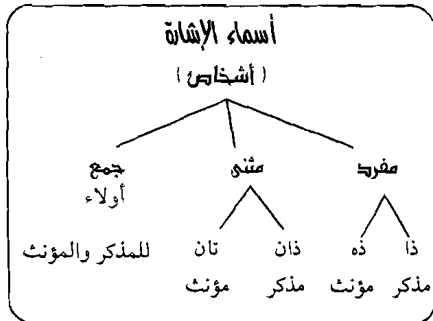 أسماء الإشارة
(أشخاص)
مفرد مثنى جمع
أولاء
ذا ذه ذان تان للمذكر والمؤنث
مذكر مؤنث مذكر مؤنث